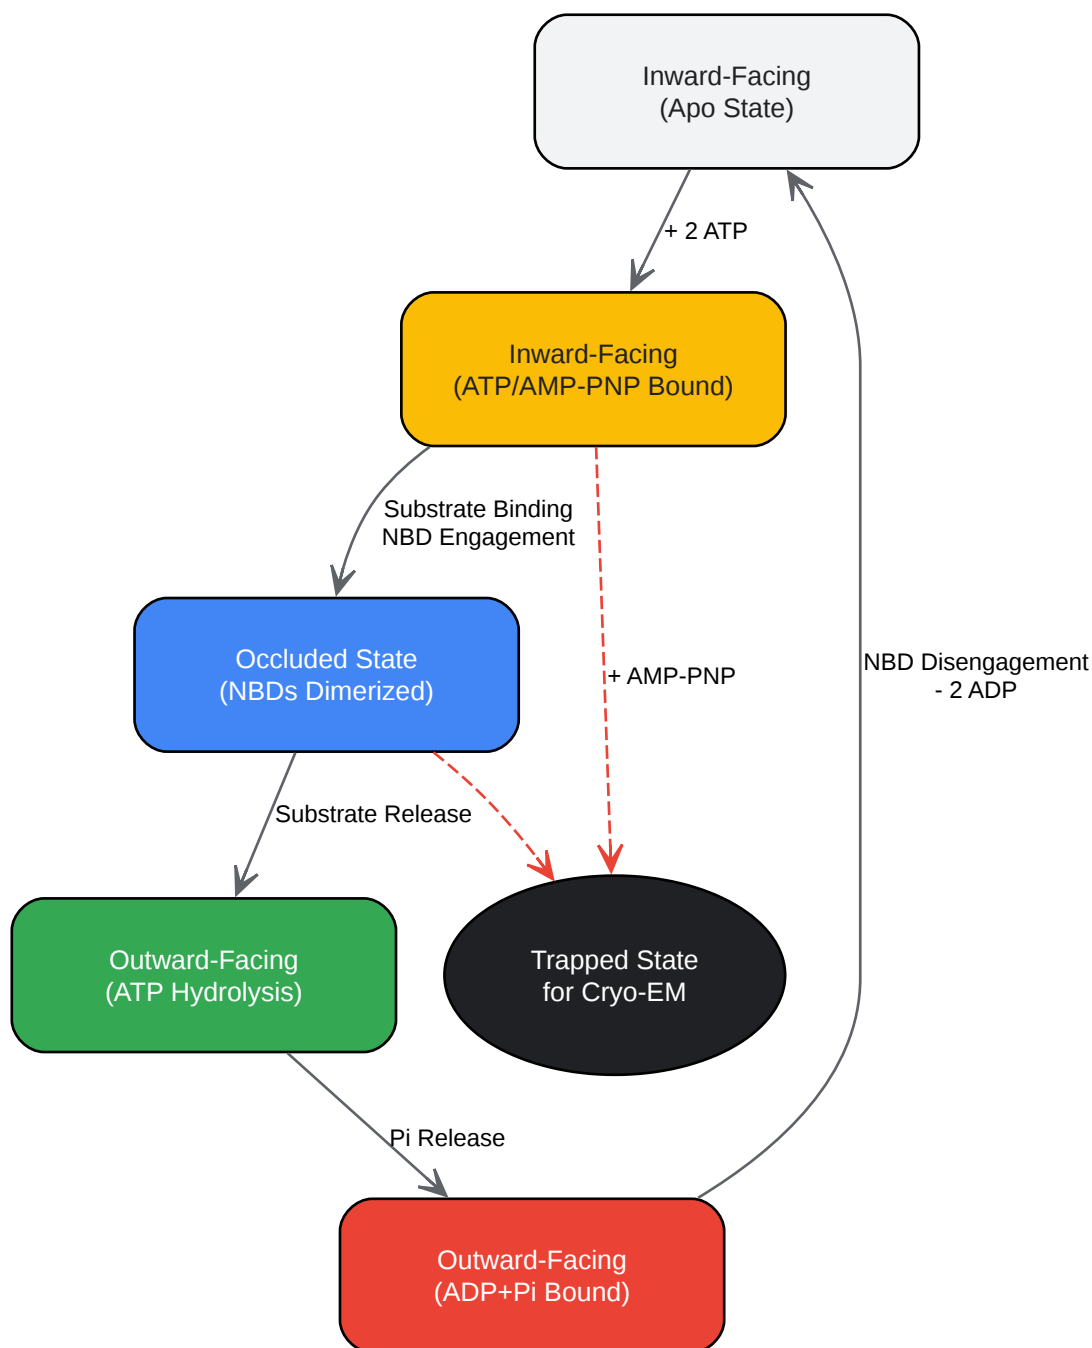 Inward-Facing
(Apo State)
+ 2 ATP
Inward-Facing
(ATP/AMP-PNP Bound)
Substrate Binding
NBD Engagement
Occluded State
(NBDs Dimerized)
+ AMP-PNP
NBD Disengagement
- 2 ADP
Substrate Release
Outward-Facing
(ATP Hydrolysis)
Trapped State
for Cryo-EM
Pi Release
Outward-Facing
(ADP+Pi Bound)